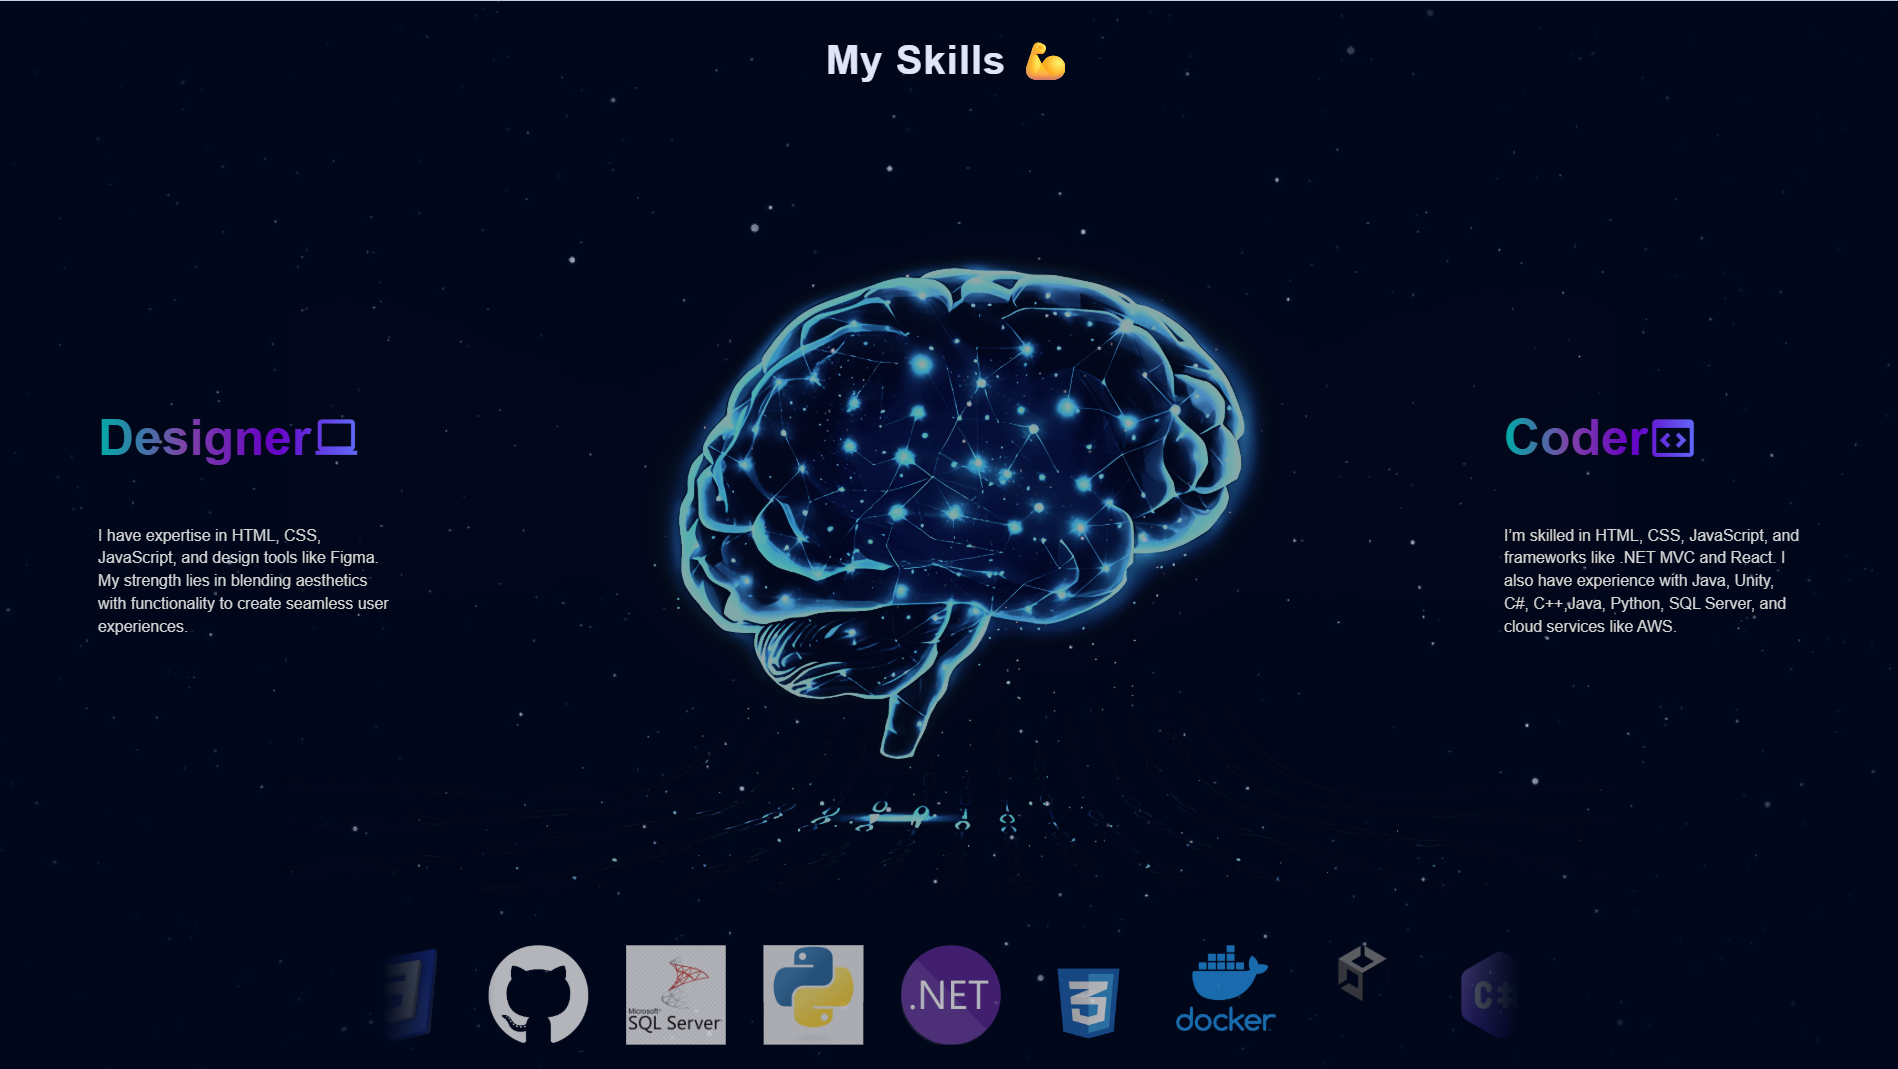 My Skills 💪
Designer
I have expertise in HTML, CSS,
JavaScript, and design tools like Figma.
My strength lies in blending aesthetics
with functionality to create seamless user
experiences.
Coder
I'm skilled in HTML, CSS, JavaScript, and
frameworks like .NET MVC and React. I
also have experience with Java, Unity,
C#, C++,Java, Python, SQL Server, and
cloud services like AWS.
Microsoft
SQL Server
.NET
3
docker
C#